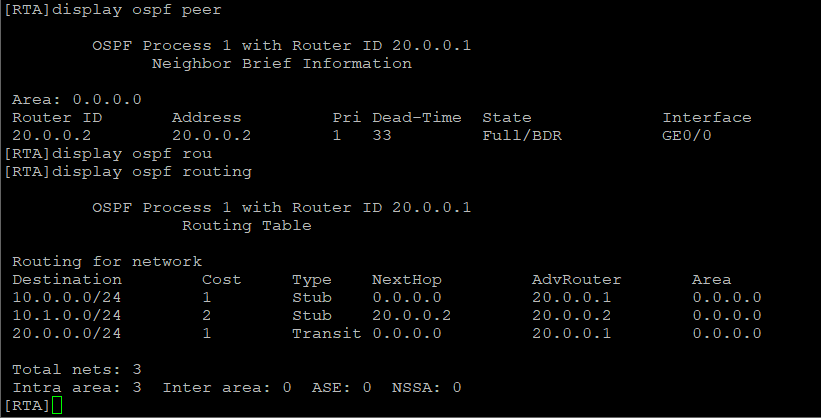 [RTA]display ospf peer
OSPF Process 1 with Router ID 20.0.0.1
Neighbor Brief Information
Area: 0.0.0.0
Router ID Address Pri Dead-Time State Interface
20.0.0.2 20.0.0.2 1 33 Full/BDR GE0/0
[RTA]display ospf rou
[RTA]display ospf routing
OSPF Process 1 with Router ID 20.0.0.1
Routing Table
Routing for network
Destination Cost Type NextHop AdvRouter Area
10.0.0.0/24 1 Stub 0.0.0.0 20.0.0.1 0.0.0.0
10.1.0.0/24 2 Stub 20.0.0.2 20.0.0.2 0.0.0.0
20.0.0.0/24 1 Transit 0.0.0.0 20.0.0.1 0.0.0.0
Total nets: 3
Intra area: 3 Inter area: 0 ASE: 0 NSSA: 0
[RTA]